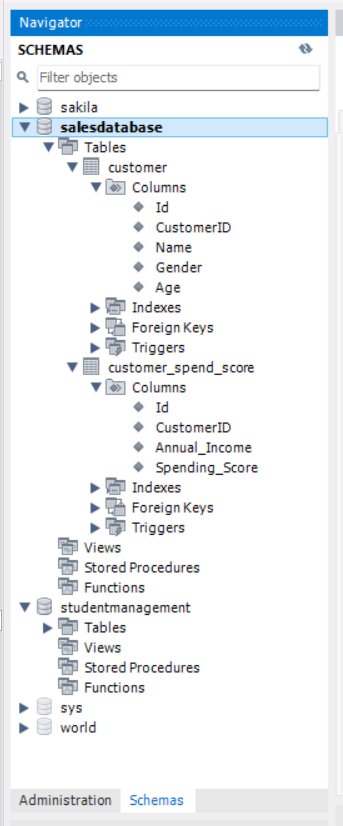 Navigator
SCHEMAS
Filter objects
sakila
salesdatabase
Tables
customer
Columns
Id
CustomerID
Name
Gender
Age
Indexes
Foreign Keys
Triggers
customer_spend_score
Columns
Id
CustomerID
Annual_Income
Spending_Score
Indexes
Foreign Keys
Triggers
Views
Stored Procedures
Functions
studentmanagement
Tables
Views
Stored Procedures
Functions
sys
world
Administration Schemas